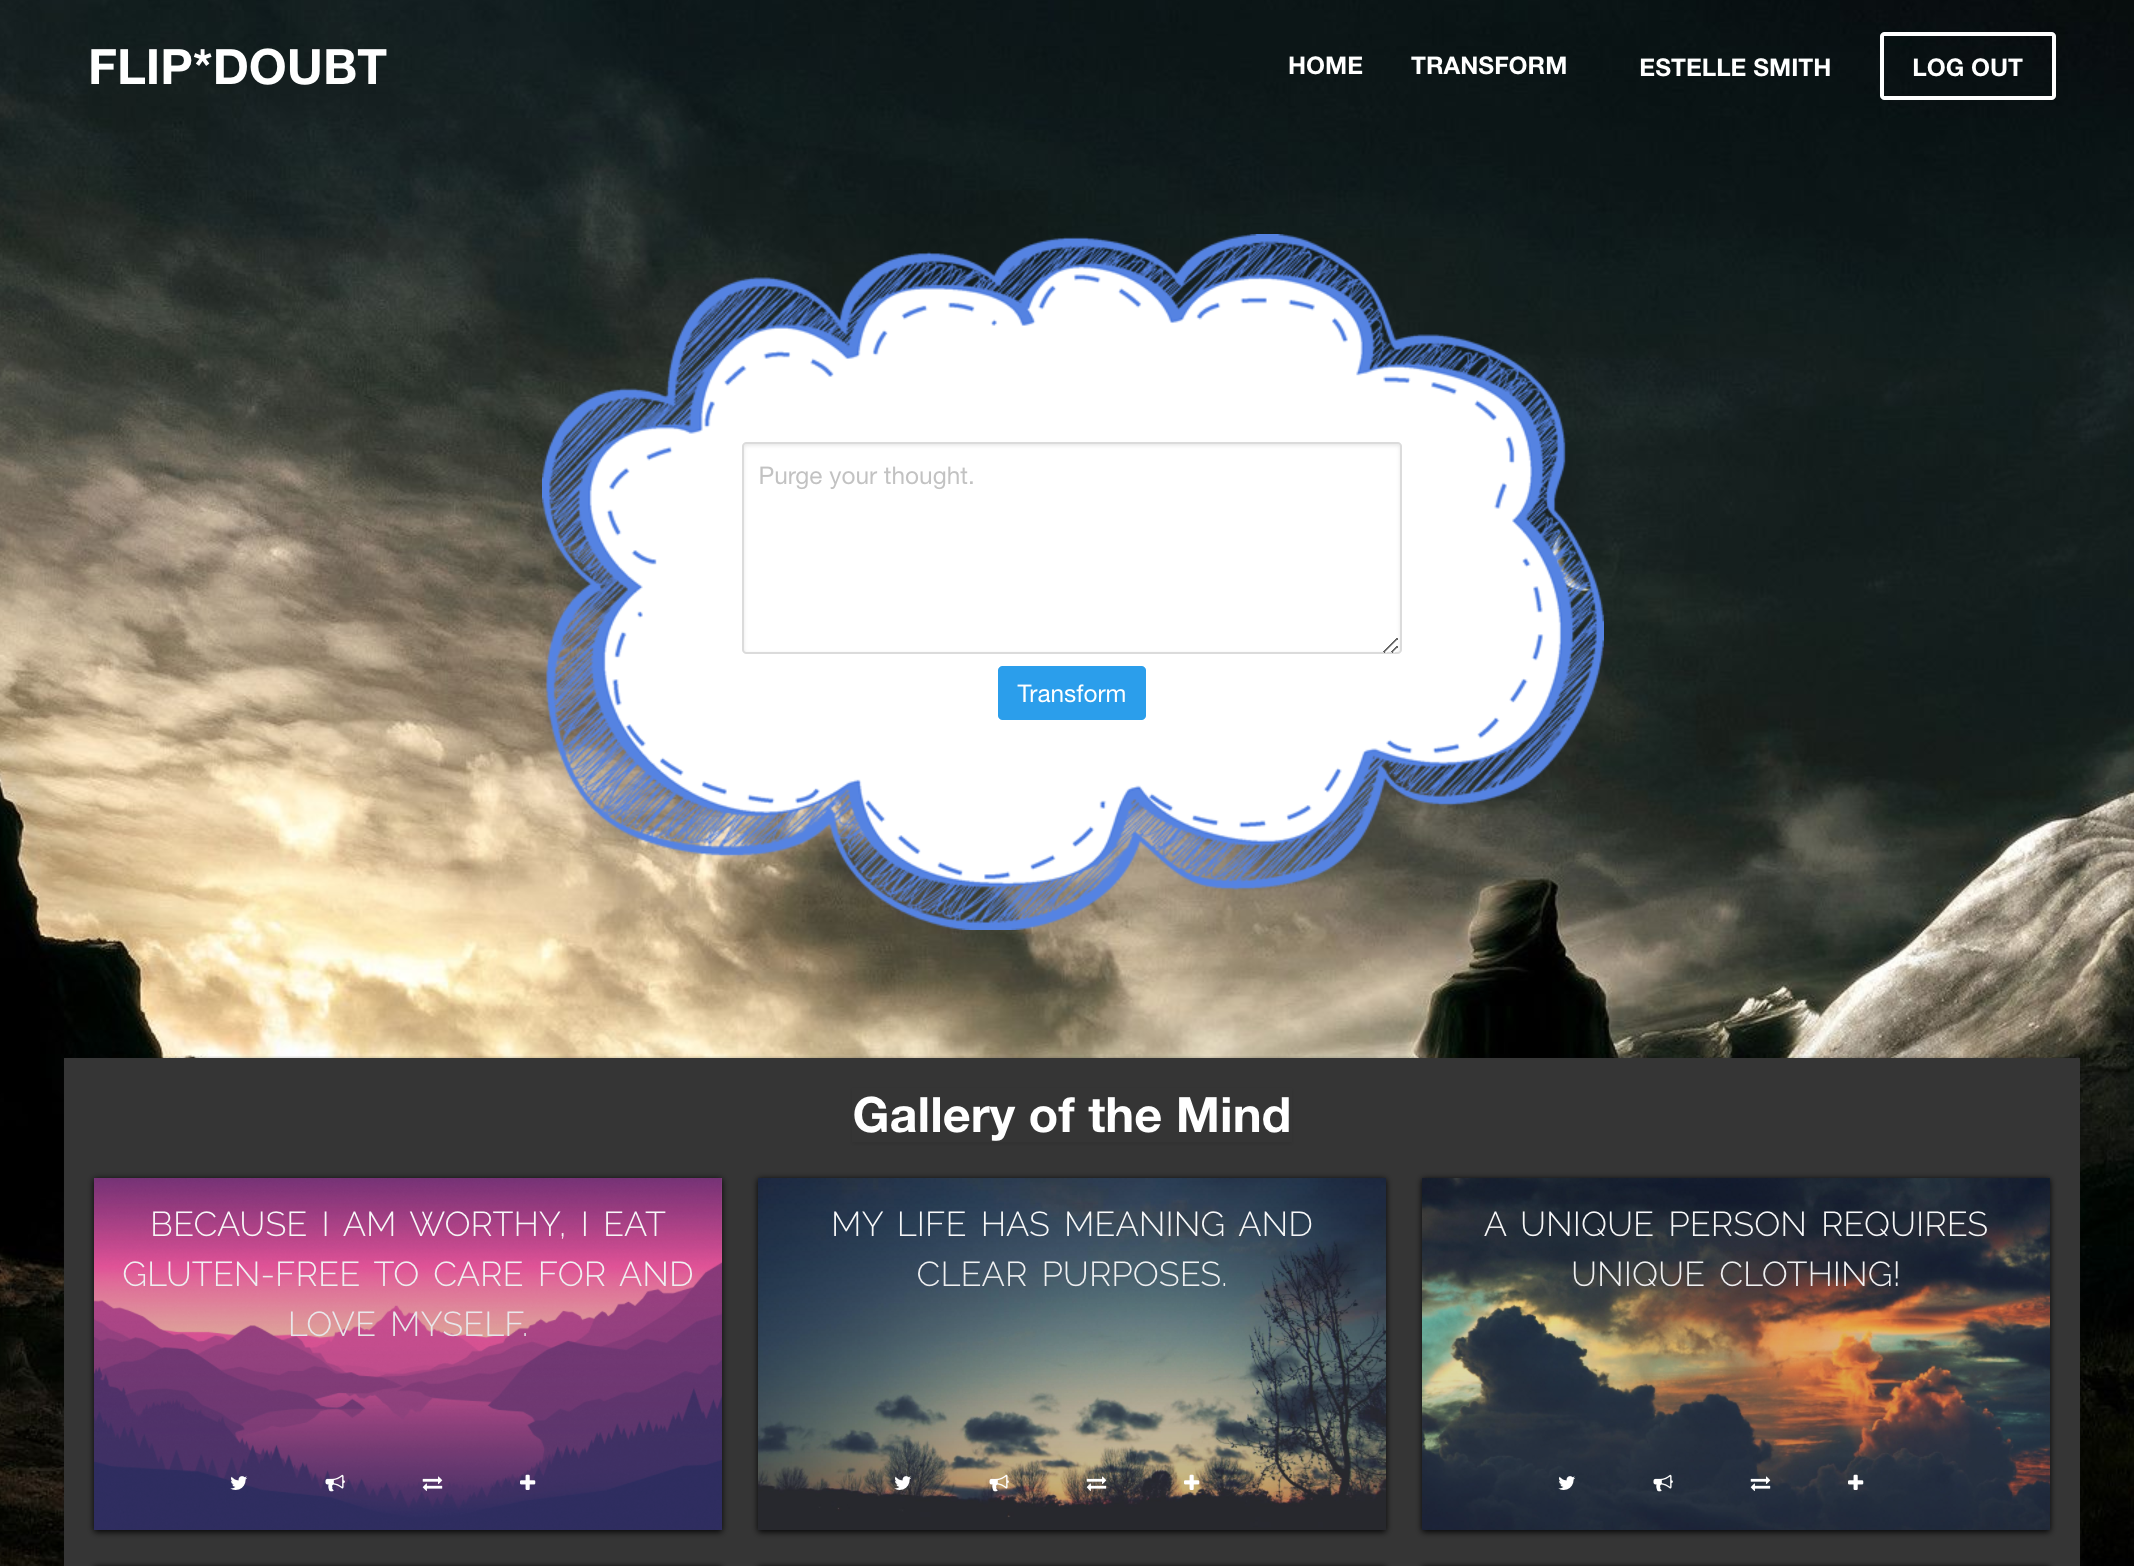 FLIP*DOUBT
HOME
TRANSFORM
ESTELLE SMITH
LOG OUT
Purge your thought.
Transform
Gallery of the Mind
BECAUSE I AM WORTHY, I EAT
GLUTEN-FREE TO CARE FOR AND
LOVE MYSELF.
MY LIFE HAS MEANING AND
CLEAR PURPOSES.
A UNIQUE PERSON REQUIRES
UNIQUE CLOTHING!